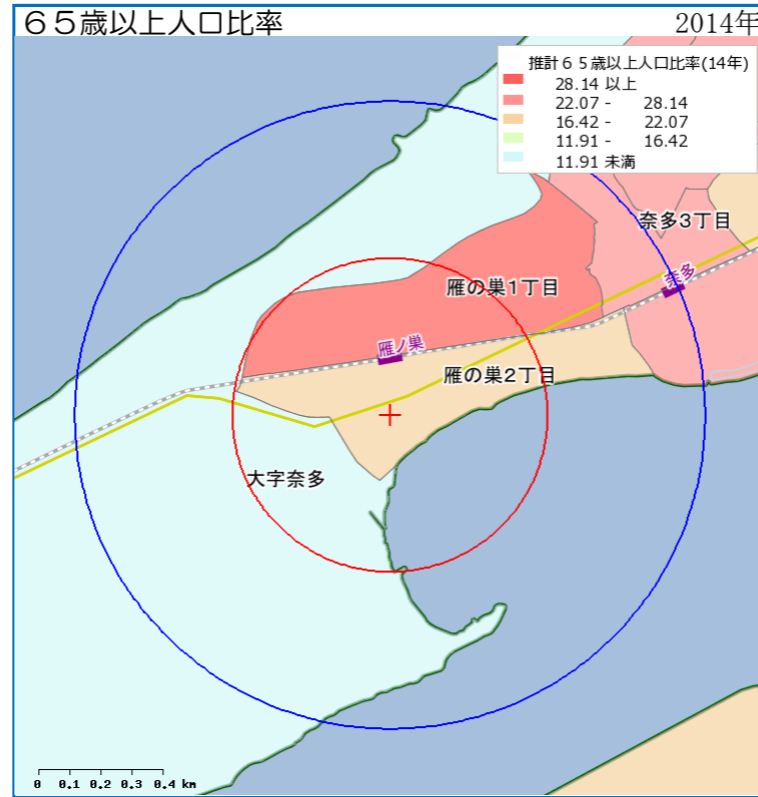 65歳以上人口比率
2014年
推計65歳以上人口比率(14年)
28.14 以上
22.07 - 28.14
16.42 - 22.07
11.91 - 16.42
11.91 未満
奈多3丁目
奈多
雁の巣1丁目
雁ノ巣
雁の巣2丁目
大字奈多
0 0.1 0.2 0.3 0.4 km